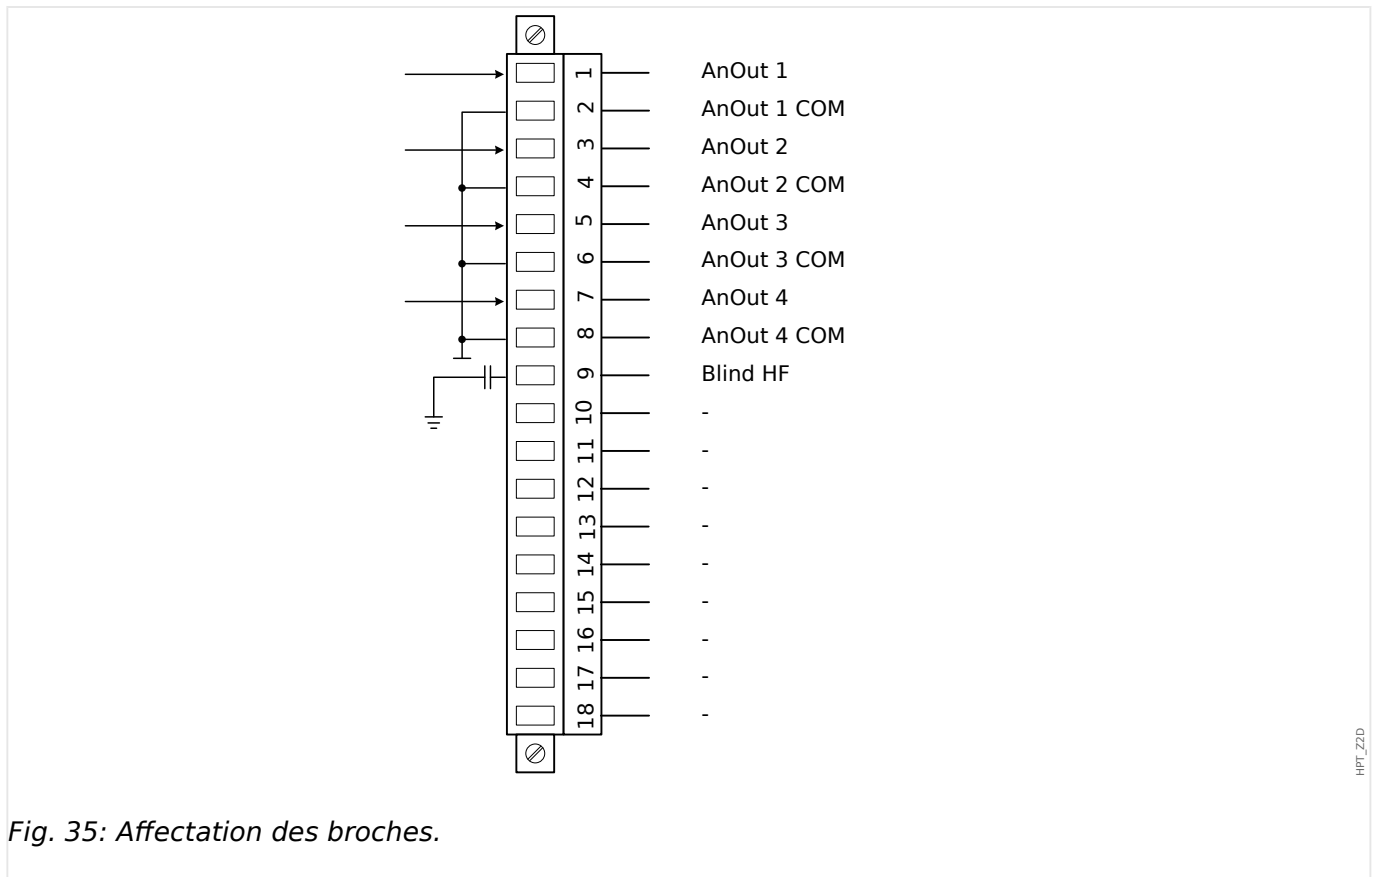 1 AnOut 1
2 AnOut 1 COM
3 AnOut 2
4 AnOut 2 COM
5 AnOut 3
6 AnOut 3 COM
7 AnOut 4
8 AnOut 4 COM
9 Blind HF
10 -
11 -
12 -
13 -
14 -
15 -
16 -
17 -
18 -
HPT_Z2D
Fig. 35: Affectation des broches.